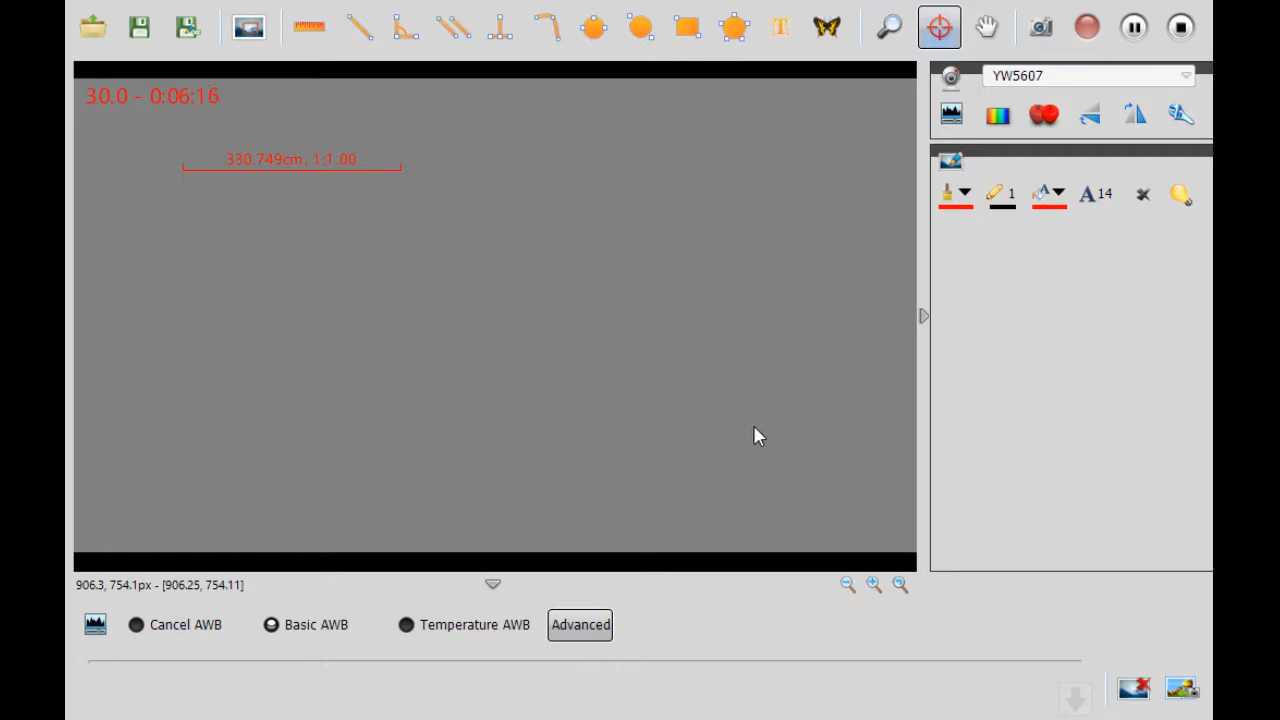 T
YW5607
30.0 - 0:06:16
330.749cm, 1:1.00
1
A
A 14
906.3, 754.1px - [906.25, 754.11]
Cancel AWB
Basic AWB
Temperature AWB
Advanced